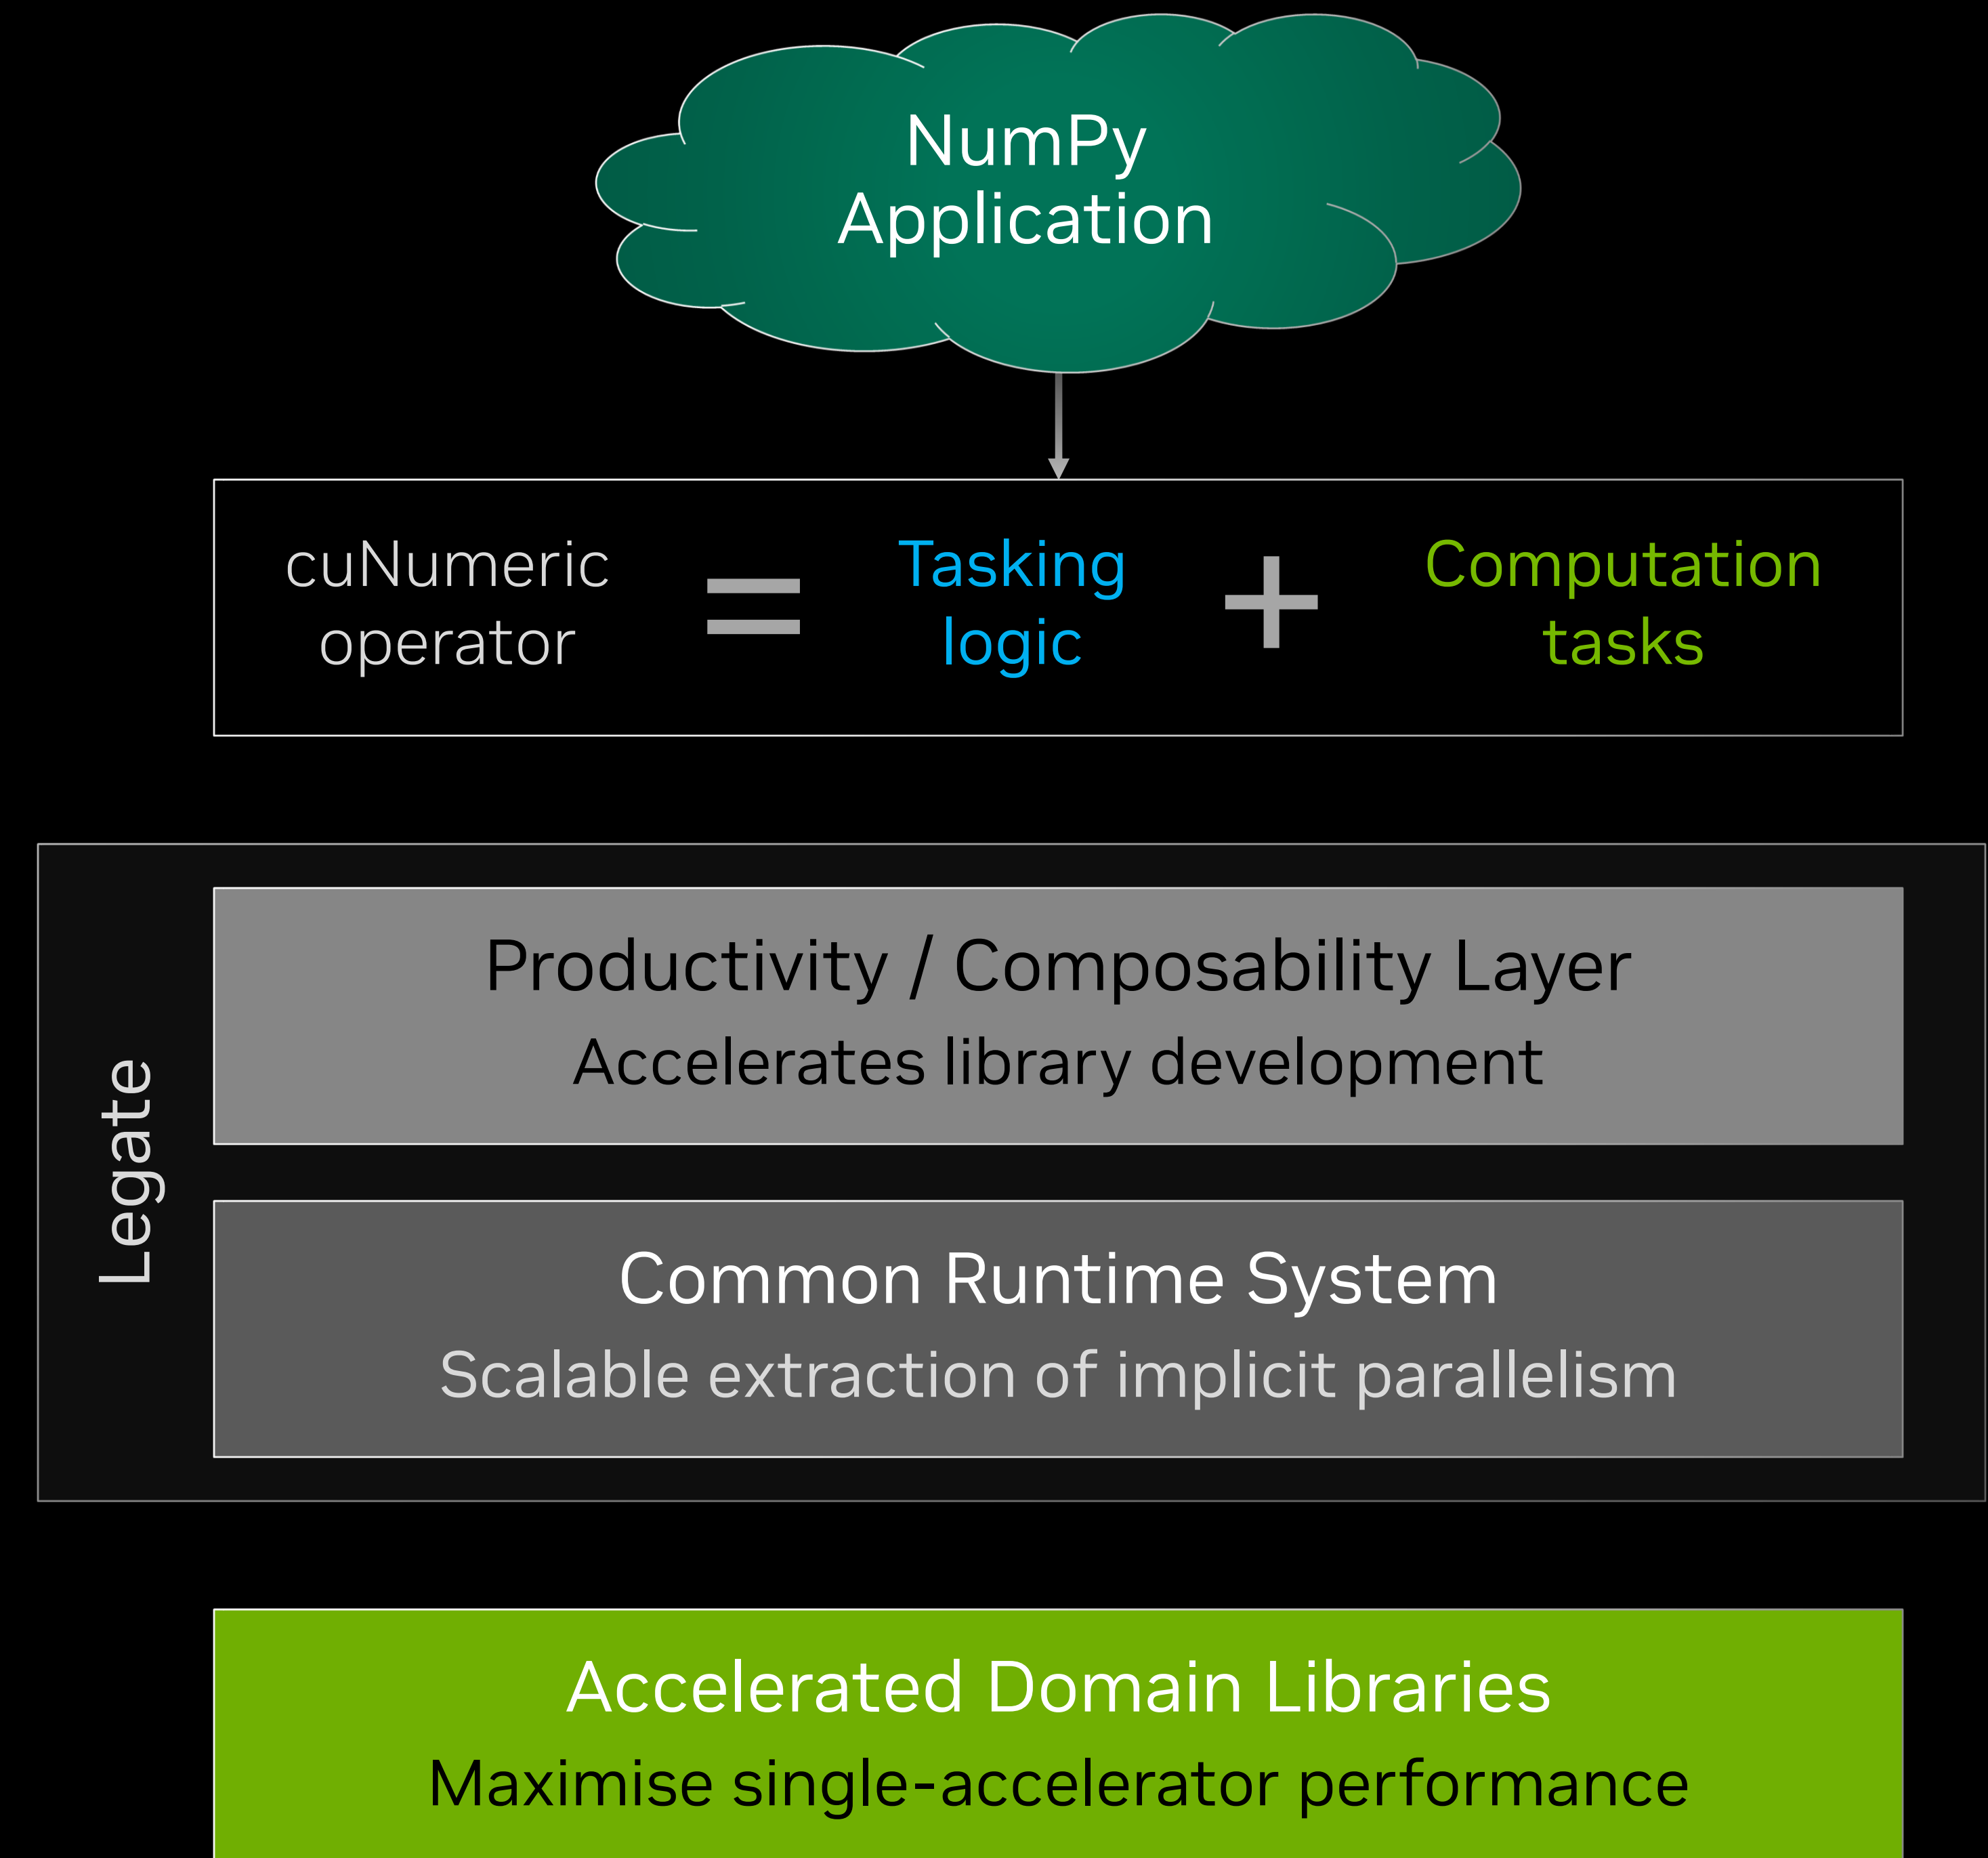 NumPy
Application
cuNumeric
operator
=
Tasking
logic
+
Computation
tasks
Legate
Productivity / Composability Layer
Accelerates library development
Common Runtime System
Scalable extraction of implicit parallelism
Accelerated Domain Libraries
Maximise single-accelerator performance